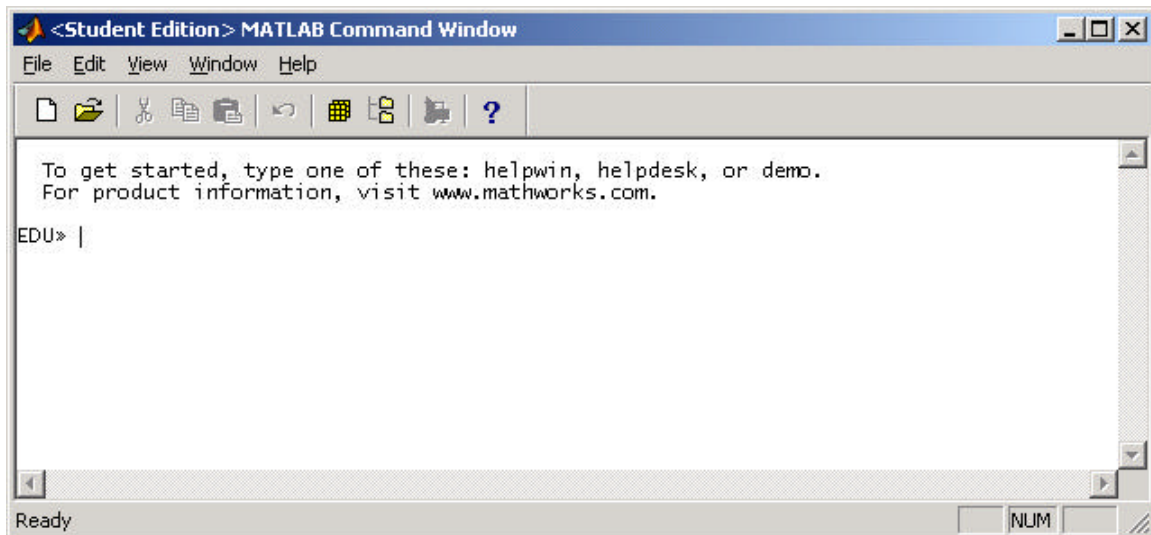 <Student Edition> MATLAB Command Window
File Edit View Window Help
?
To get started, type one of these: helpwin, helpdesk, or demo.
For product information, visit www.mathworks.com.
EDU»
Ready NUM